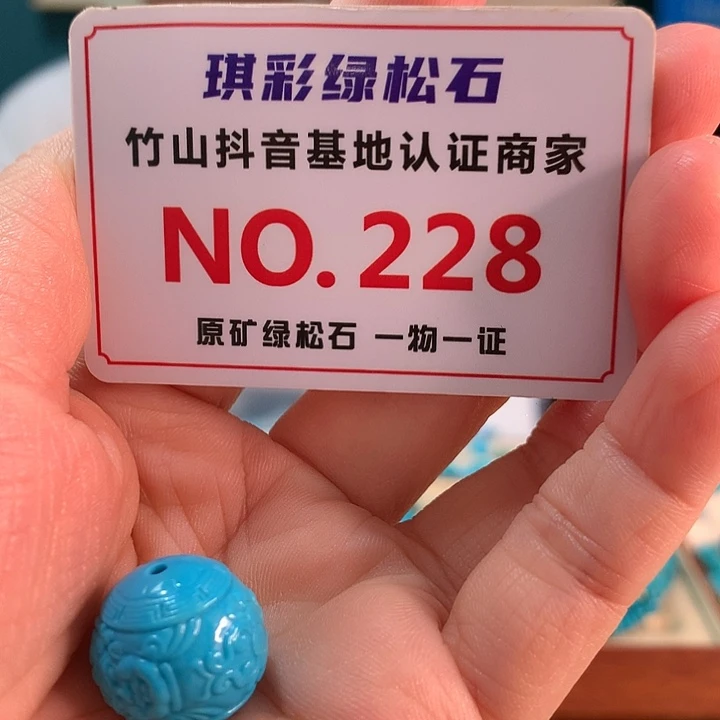 琪彩绿松石
竹山抖音基地认证商家
NO.228
原矿绿松石 一物一证